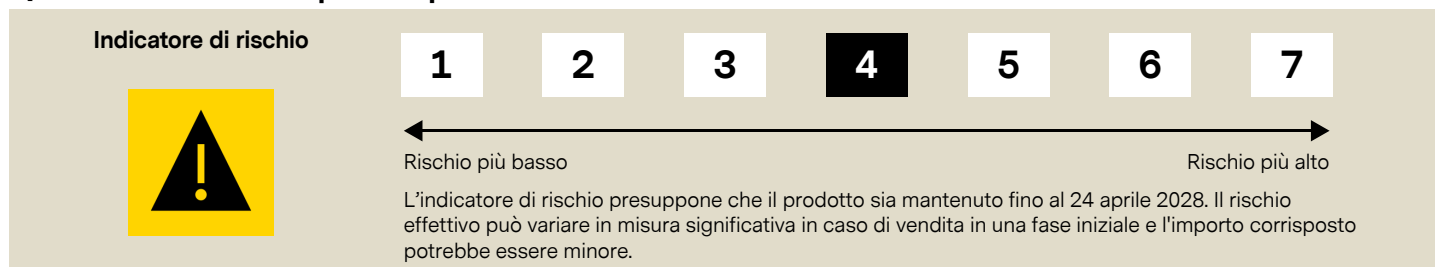 Indicatore di rischio
1 2 3 4 5 6 7
Rischio più basso Rischio più alto
L'indicatore di rischio presuppone che il prodotto sia mantenuto fino al 24 aprile 2028. Il rischio
effettivo può variare in misura significativa in caso di vendita in una fase iniziale e l'importo corrisposto
potrebbe essere minore.